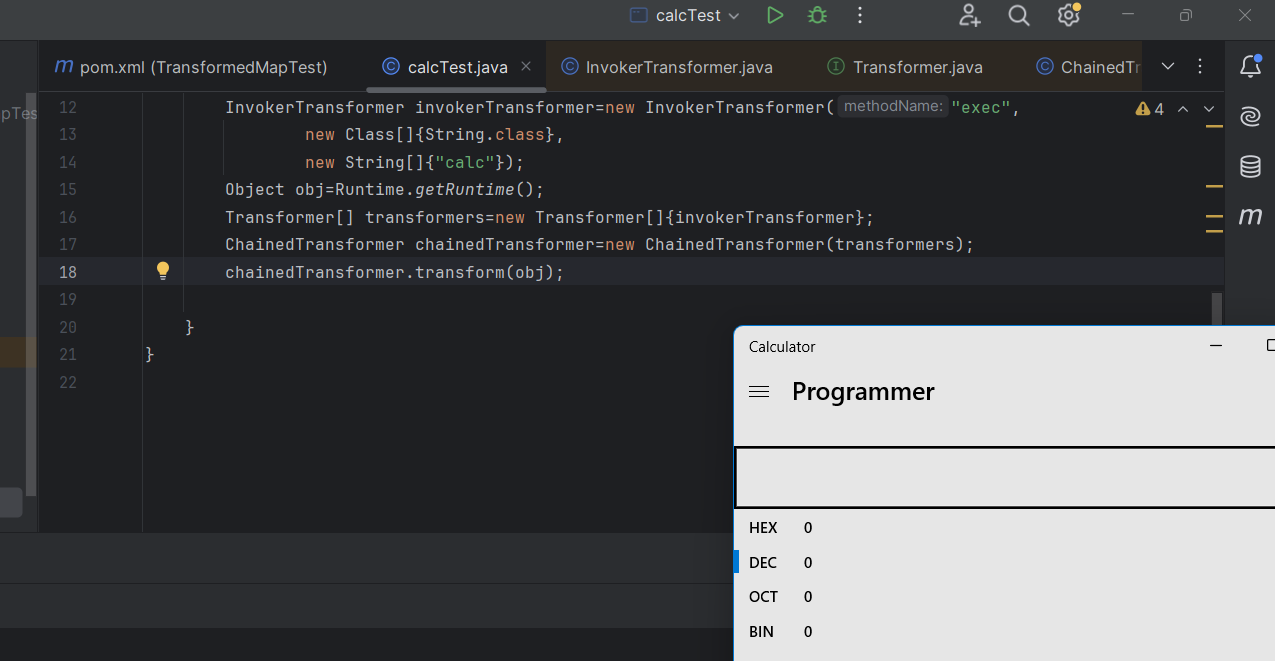 calcTest
pom.xml (TransformedMapTest) calcTest.java InvokerTransformer.java Transformer.java ChainedTr
pTes
4
12 InvokerTransformer invokerTransformer=new InvokerTransformer( methodName: "exec",
13 new Class[]{String.class},
14 new String[]{"calc"});
15 Object obj=Runtime.getRuntime();
16 Transformer[] transformers=new Transformer[]{invokerTransformer};
17 ChainedTransformer chainedTransformer=new ChainedTransformer(transformers);
18 chainedTransformer.transform(obj);
19
20 }
21 }
22
Calculator
Programmer
HEX 0
DEC 0
OCT 0
BIN 0